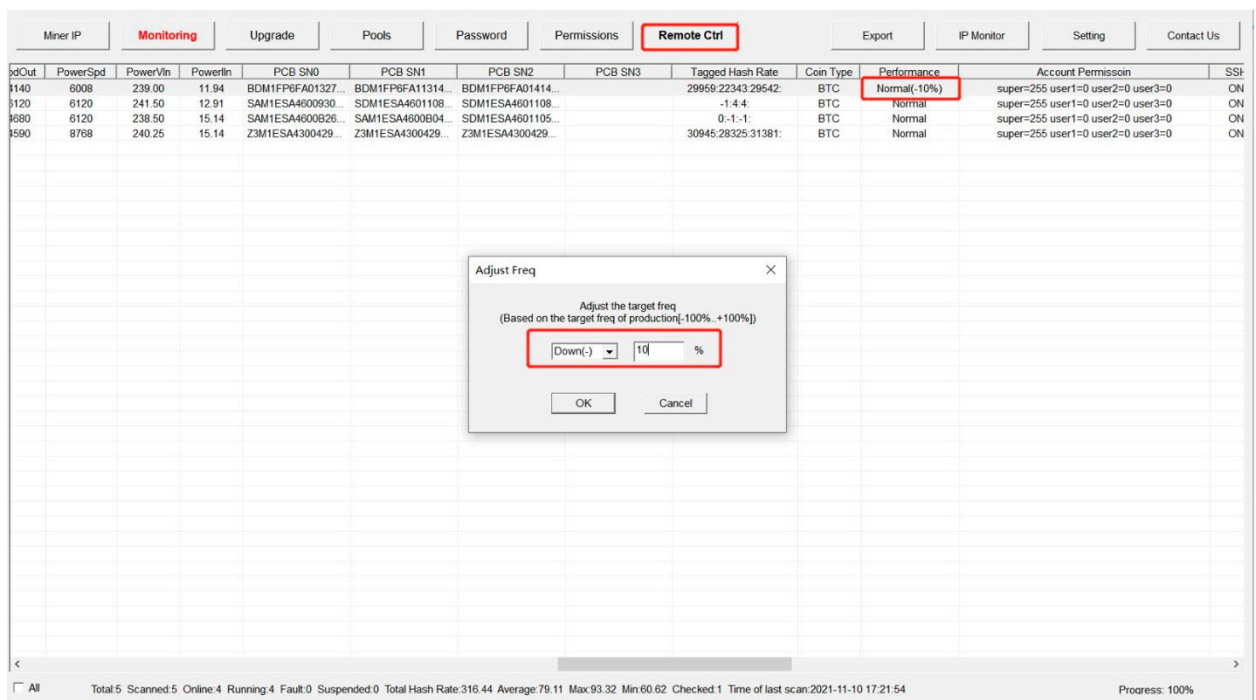 Miner IP Monitoring Upgrade Pools Password Permissions Remote Ctrl Export IP Monitor Setting Contact Us
pdOut PowerSpd PowerVIn PowerIIn PCB SN0 PCB SN1 PCB SN2 PCB SN3 Tagged Hash Rate Coin Type Performance Account Permissoin SSH
4140 6008 239.00 11.94 BDM1FP6FA01327... BDM1FP6FA11314... BDM1FP6FA01414... 29959:22343:29542: BTC Normal(-10%) super=255 user1=0 user2=0 user3=0 ON
6120 6120 241.50 12.91 SAM1ESA4600930... SDM1ESA4601108... SDM1ESA4601108... -1:4:4: BTC Normal super=255 user1=0 user2=0 user3=0 ON
4680 6120 238.50 15.14 SAM1ESA4600B26... SAM1ESA4600B04... SDM1ESA4601105... 0:-1:-1: BTC Normal super=255 user1=0 user2=0 user3=0 ON
4590 8768 240.25 15.14 Z3M1ESA4300429... Z3M1ESA4300429... Z3M1ESA4300429... 30945:28325:31381: BTC Normal super=255 user1=0 user2=0 user3=0 ON
Adjust Freq
Adjust the target freq
(Based on the target freq of production[-100%..+100%])
Down(-) 10 %
OK Cancel
All Total:5 Scanned:5 Online:4 Running:4 Fault:0 Suspended:0 Total Hash Rate:316.44 Average:79.11 Max:93.32 Min:60.62 Checked:1 Time of last scan:2021-11-10 17:21:54 Progress: 100%